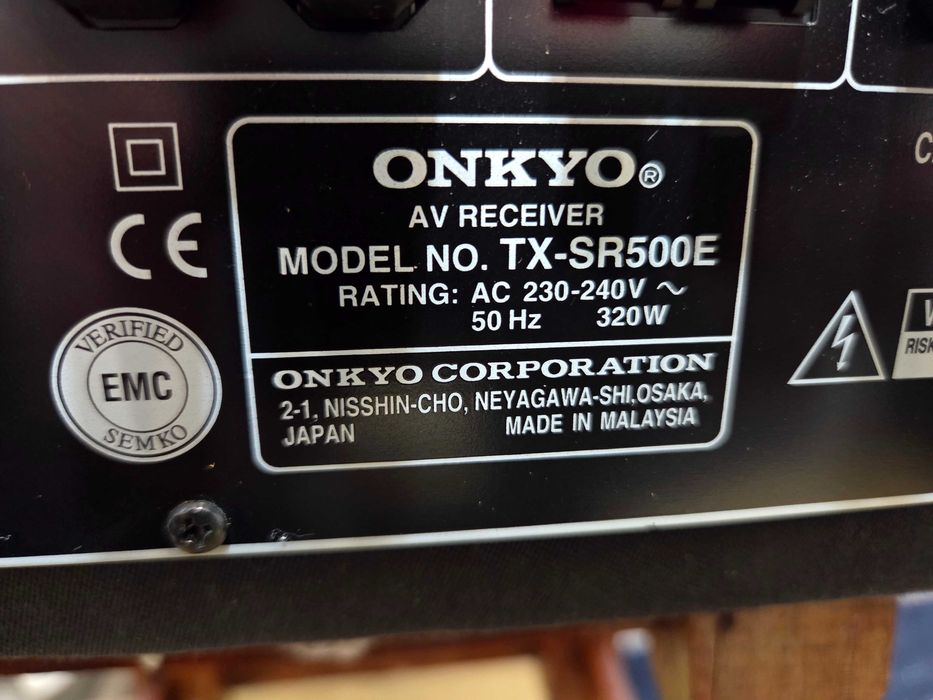 ONKYO®
AV RECEIVER
MODEL NO. TX-SR500E
RATING: AC 230-240V ~
50 Hz 320W
ONKYO CORPORATION
2-1, NISSHIN-CHO, NEYAGAWA-SHI, OSAKA,
JAPAN MADE IN MALAYSIA
CE
VERIFIED
EMC
SEMKO
RISK